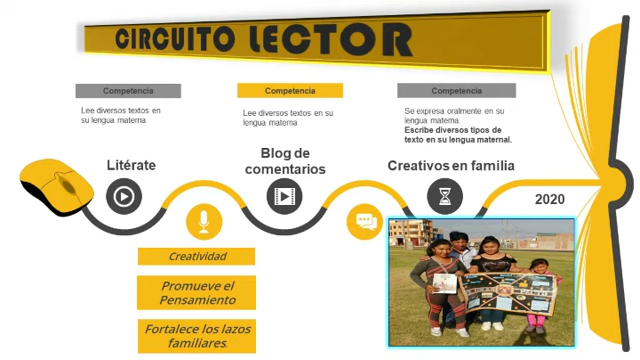 CIRCUITO LECTOR
Competencia
Lee diversos textos en
su lengua materna
Competencia
Lee diversos textos en su
lengua materna
Competencia
Se expresa oralmente en su
lengua materna
Escribe diversos tipos de
texto en su lengua maternal.
Litérate
Blog de
comentarios
Creativos en familia
2020
Creatividad
Promueve el
Pensamiento
Fortalece los lazos
familiares.